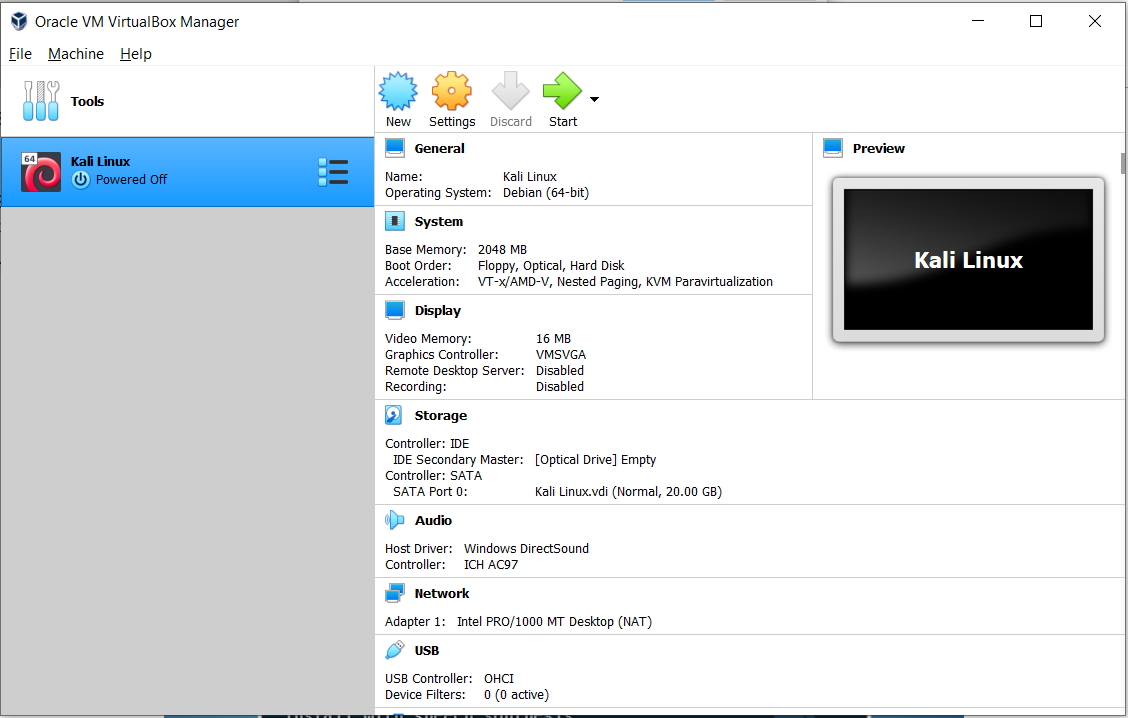 Oracle VM VirtualBox Manager
File Machine Help
Tools
New Settings Discard Start
64
Kali Linux
Powered Off
General
Name: Kali Linux
Operating System: Debian (64-bit)
System
Base Memory: 2048 MB
Boot Order: Floppy, Optical, Hard Disk
Acceleration: VT-x/AMD-V, Nested Paging, KVM Paravirtualization
Display
Video Memory: 16 MB
Graphics Controller: VMSVGA
Remote Desktop Server: Disabled
Recording: Disabled
Preview
Kali Linux
Storage
Controller: IDE
IDE Secondary Master: [Optical Drive] Empty
Controller: SATA
SATA Port 0: Kali Linux.vdi (Normal, 20.00 GB)
Audio
Host Driver: Windows DirectSound
Controller: ICH AC97
Network
Adapter 1: Intel PRO/1000 MT Desktop (NAT)
USB
USB Controller: OHCI
Device Filters: 0 (0 active)